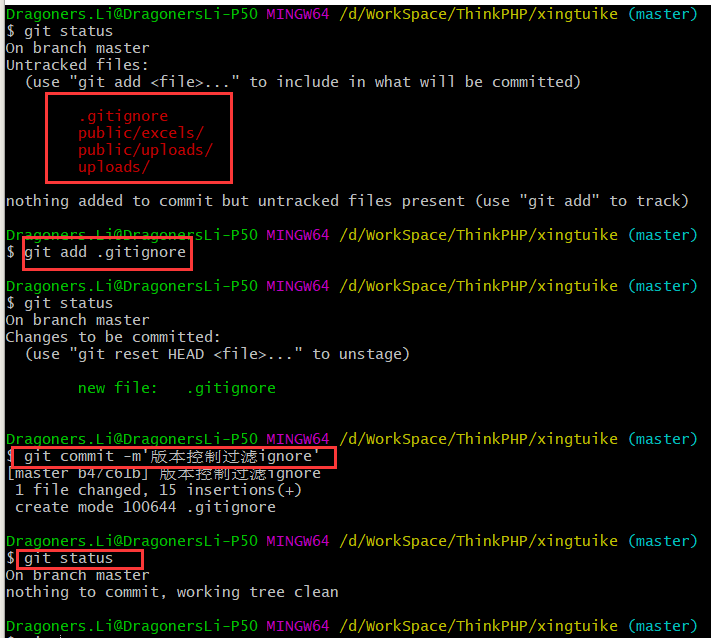 Dragoners.Li@DragonersLi-P50 MINGW64 /d/WorkSpace/ThinkPHP/xingtuike (master)
$ git status
On branch master
Untracked files:
  (use "git add <file>..." to include in what will be committed)
        .gitignore
        public/excels/
        public/uploads/
        uploads/
nothing added to commit but untracked files present (use "git add" to track)
Dragoners.Li@DragonersLi-P50 MINGW64 /d/WorkSpace/ThinkPHP/xingtuike (master)
$ git add .gitignore
Dragoners.Li@DragonersLi-P50 MINGW64 /d/WorkSpace/ThinkPHP/xingtuike (master)
$ git status
On branch master
Changes to be committed:
  (use "git reset HEAD <file>..." to unstage)
        new file:   .gitignore
Dragoners.Li@DragonersLi-P50 MINGW64 /d/WorkSpace/ThinkPHP/xingtuike (master)
$ git commit -m'版本控制过滤ignore'
[master b47c61b] 版本控制过滤ignore
 1 file changed, 15 insertions(+)
 create mode 100644 .gitignore
Dragoners.Li@DragonersLi-P50 MINGW64 /d/WorkSpace/ThinkPHP/xingtuike (master)
$ git status
On branch master
nothing to commit, working tree clean
Dragoners.Li@DragonersLi-P50 MINGW64 /d/WorkSpace/ThinkPHP/xingtuike (master)